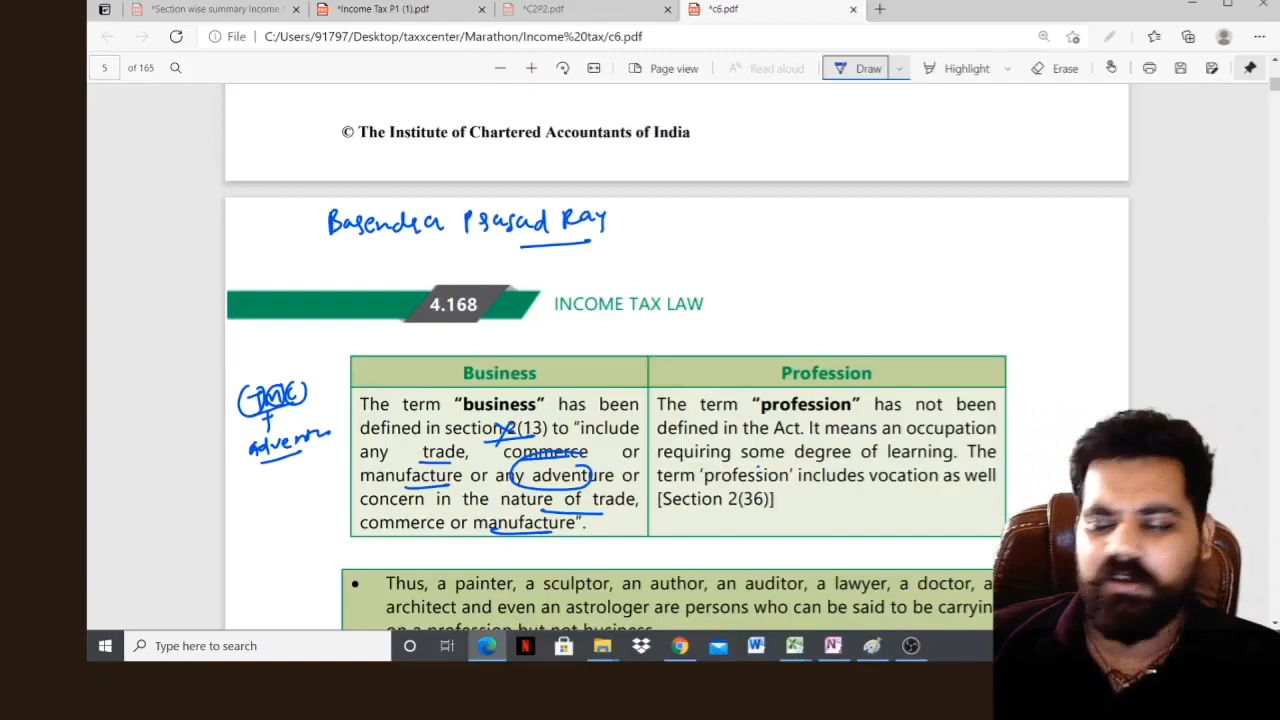 *Section wise summary Income
*Income Tax P1 (1).pdf
*C2P2.pdf
*c6.pdf
File
C:/Users/91797/Desktop/taxxcenter/Marathon/Income%20tax/c6.pdf
5 of 165
Page view
Read aloud
Draw
Highlight
Erase
© The Institute of Chartered Accountants of India
Prasad Ray
4.168 INCOME TAX LAW
Business
The term "business" has been
defined in section 2(13) to "include
any trade, commerce or
manufacture or any adventure or
concern in the nature of trade,
commerce or manufacture".
Profession
The term "profession" has not been
defined in the Act. It means an occupation
requiring some degree of learning. The
term 'profession' includes vocation as well
[Section 2(36)]
(TMC)
+
• Thus, a painter, a sculptor, an author, an auditor, a lawyer, a doctor, a
architect and even an astrologer are persons who can be said to be carryin
on a profession but not business
Type here to search